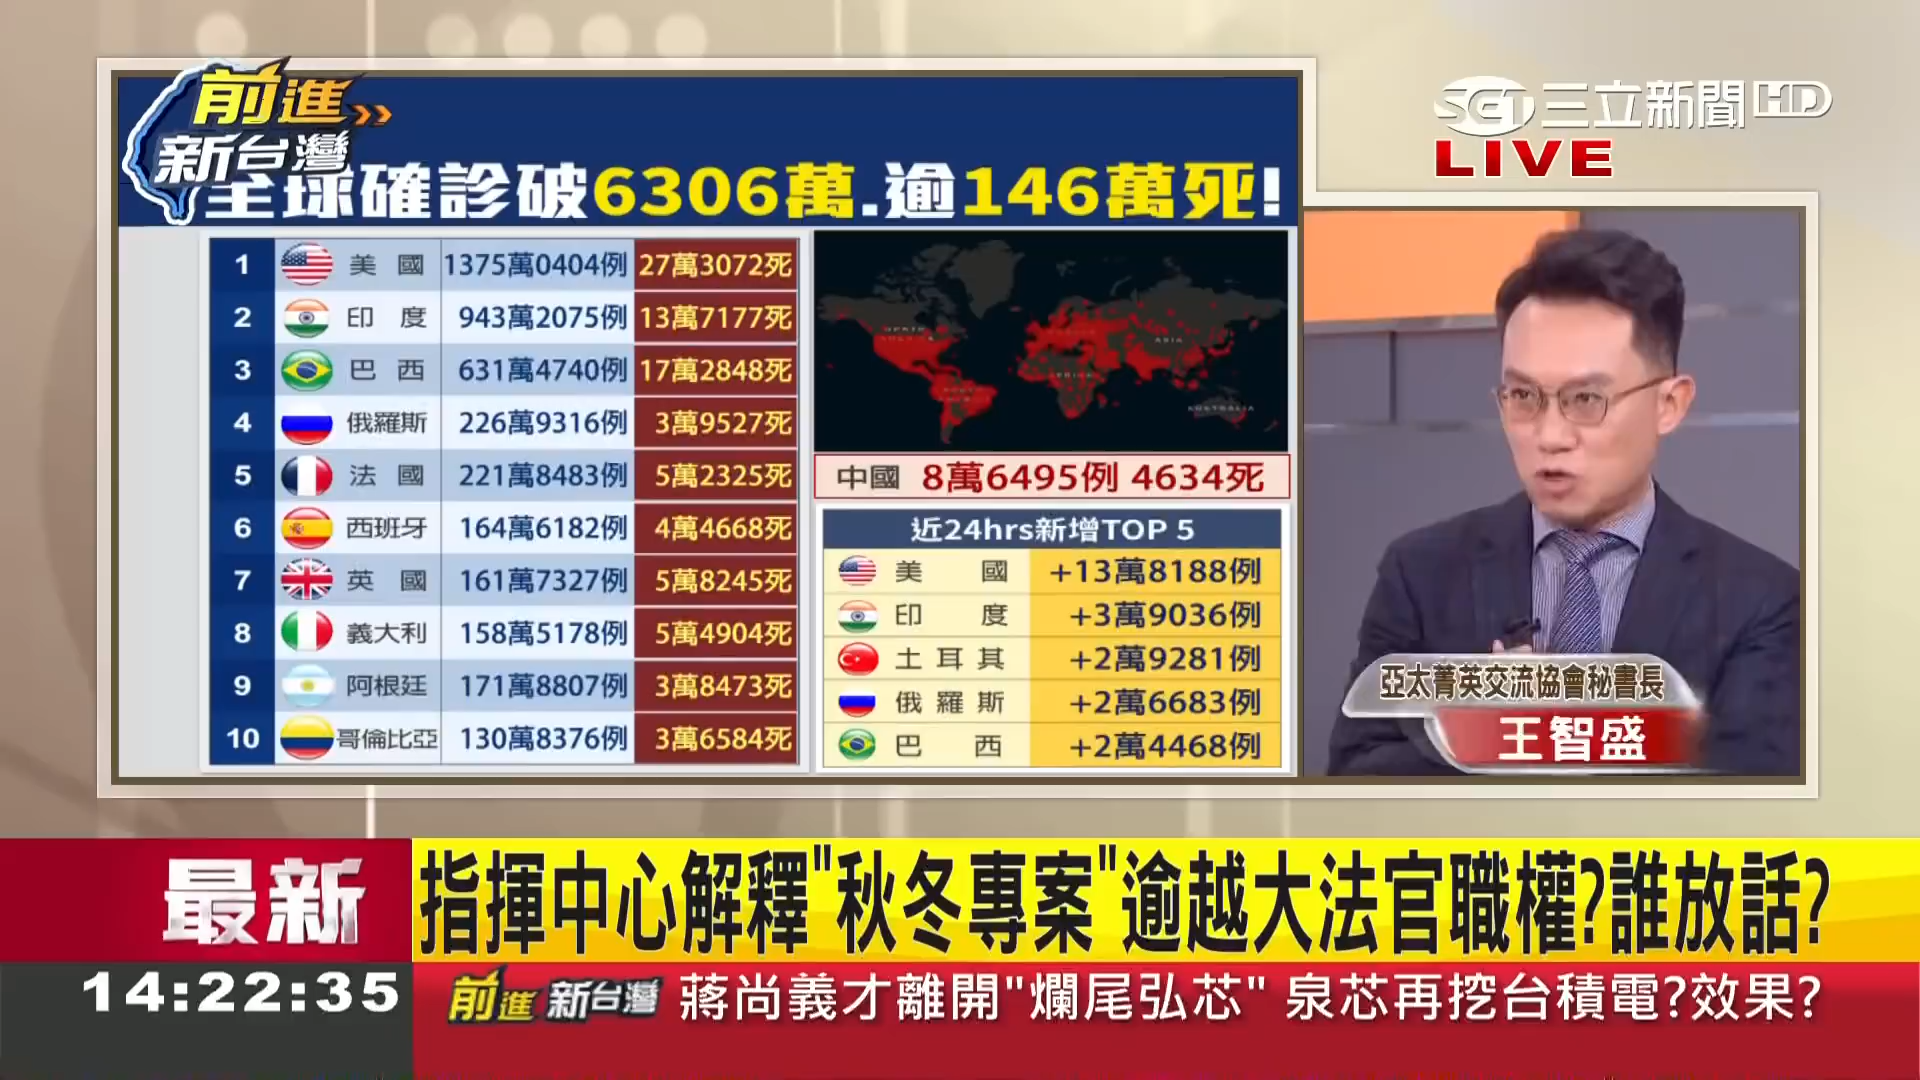 前進
新台灣
全球確診破6306萬.逾146萬死!
SET三立新聞HD
LIVE
1 美國 1375萬0404例 27萬3072死
2 印度 943萬2075例 13萬7177死
3 巴西 631萬4740例 17萬2848死
4 俄羅斯 226萬9316例 3萬9527死
5 法國 221萬8483例 5萬2325死
6 西班牙 164萬6182例 4萬4668死
7 英國 161萬7327例 5萬8245死
8 義大利 158萬5178例 5萬4904死
9 阿根廷 171萬8807例 3萬8473死
10 哥倫比亞 130萬8376例 3萬6584死
ASIA
AUSTRALIA
中國 8萬6495例 4634死
近24hrs新增TOP 5
美國 +13萬8188例
印度 +3萬9036例
土耳其 +2萬9281例
俄羅斯 +2萬6683例
巴西 +2萬4468例
亞太菁英交流協會秘書長
王智盛
最新 指揮中心解釋"秋冬專案"逾越大法官職權?誰放話?
14:22:35 前進新台灣 蔣尚義才離開"爛尾弘芯" 泉芯再挖台積電?效果?